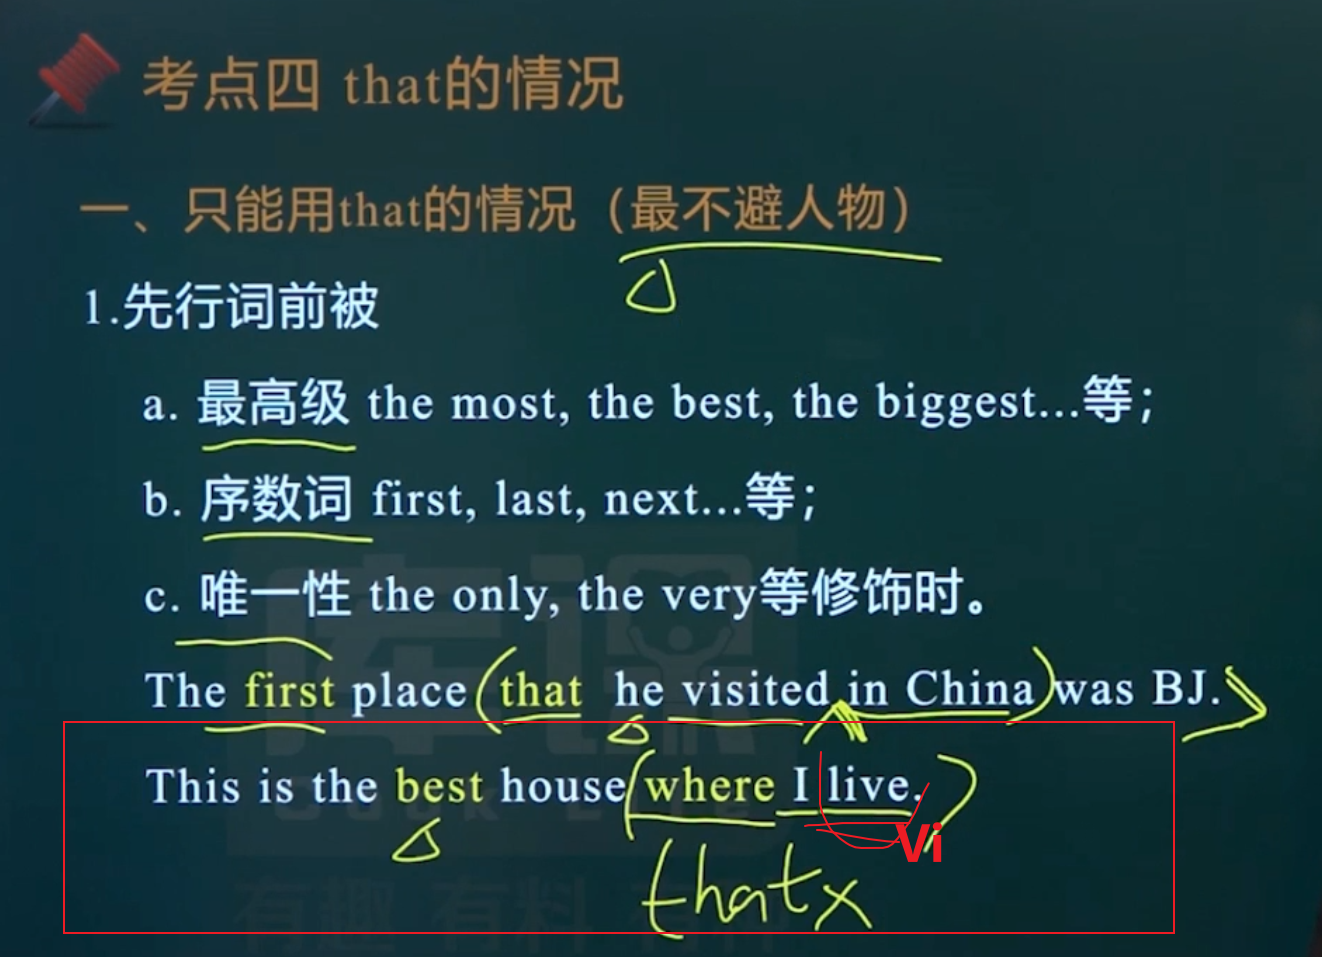 考点四 that的情况
一、只能用that的情况（最不避人物）
1.先行词前被
a. 最高级 the most, the best, the biggest...等；
b. 序数词 first, last, next...等；
c. 唯一性 the only, the very等修饰时。
The first place (that he visited in China) was BJ.
This is the best house (where I live.)
Vi
that x
有趣 有料